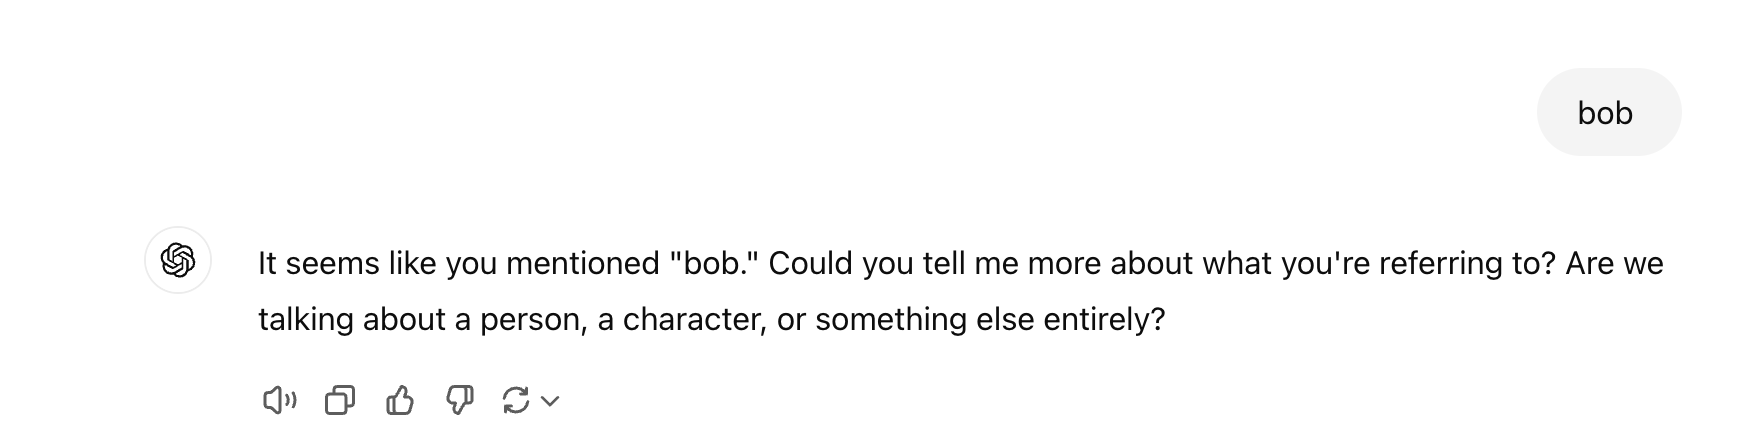 bob
It seems like you mentioned "bob." Could you tell me more about what you're referring to? Are we
talking about a person, a character, or something else entirely?